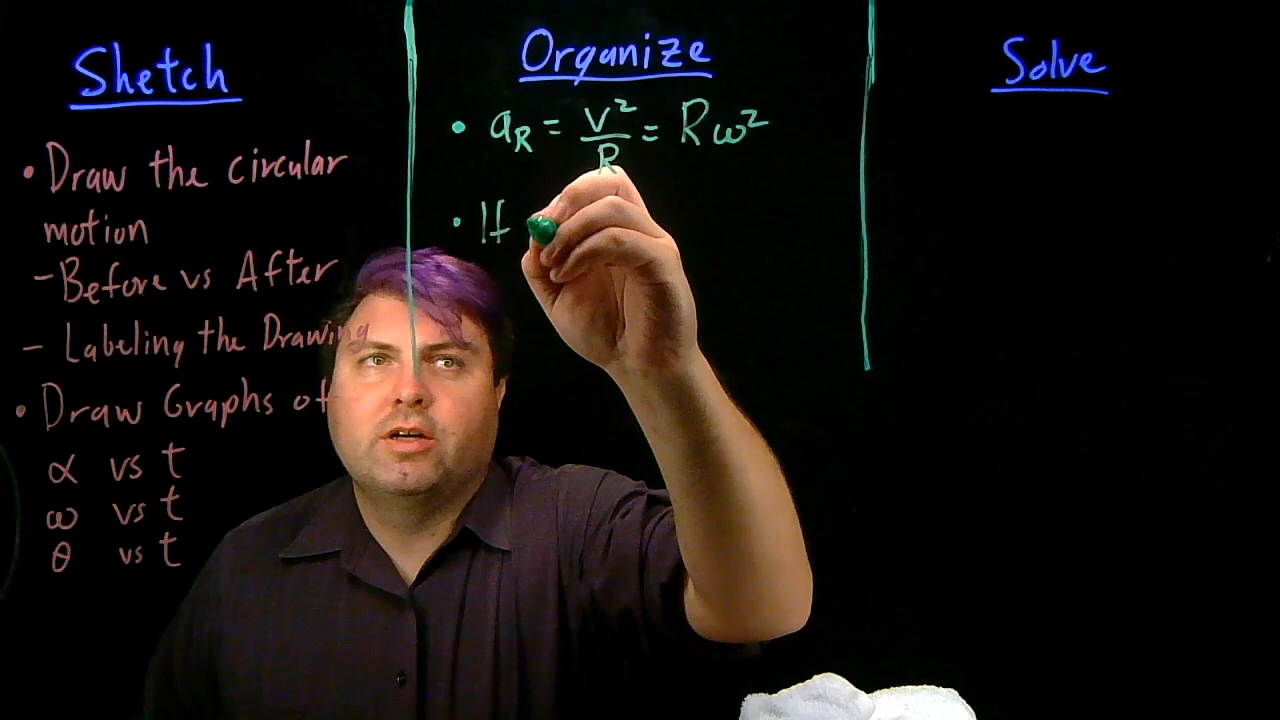 Shetch
• Draw the circular
motion
- Before vs After
- Labeling the Drawing
• Draw Graphs of
α vs t
ω vs t
θ vs t
Organize
• a_R = v²/R = Rω²
• If
Solve